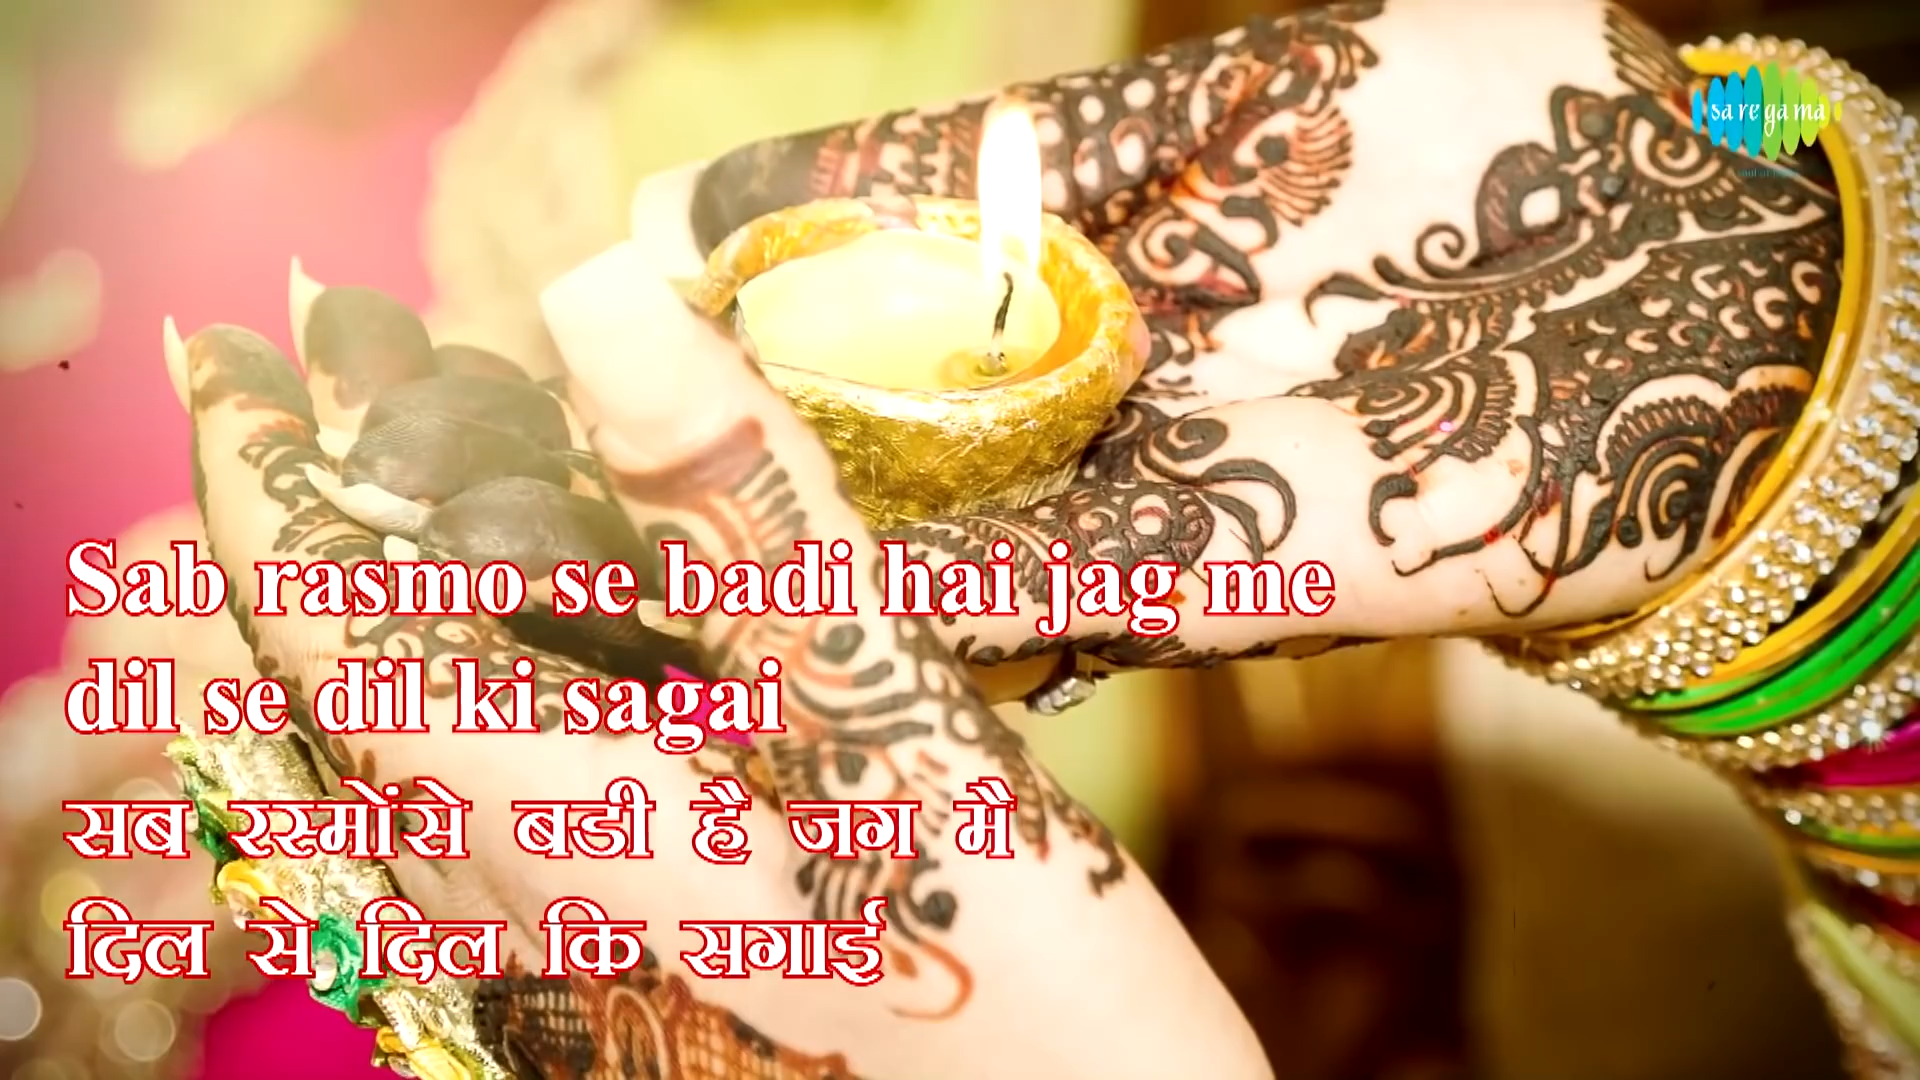 sa re ga ma
Sab rasmo se badi hai jag me
dil se dil ki sagai
सब रस्मोंसे बडी है जग मै
दिल से दिल कि सगाई